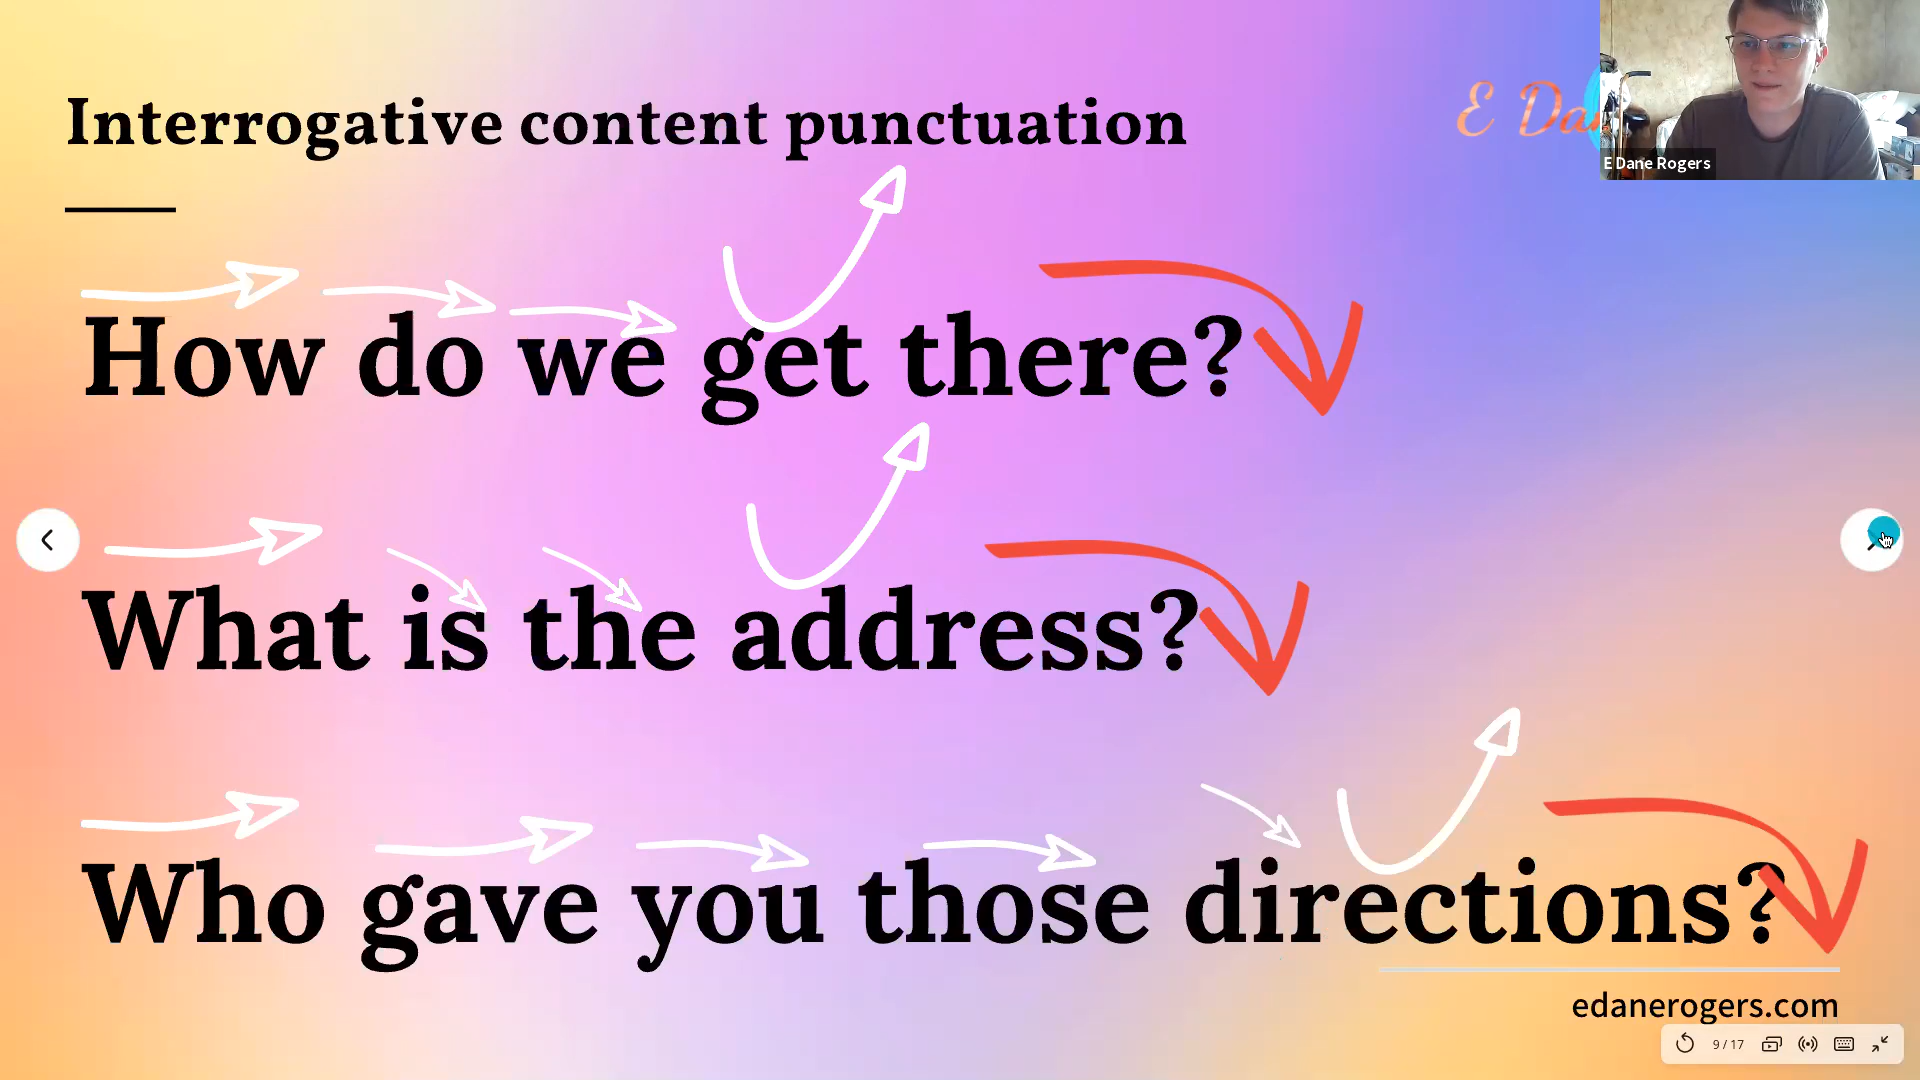 Interrogative content punctuation
E Da
E Dane Rogers
How do we get there?
What is the address?
Who gave you those directions?
edanerogers.com
9 / 17